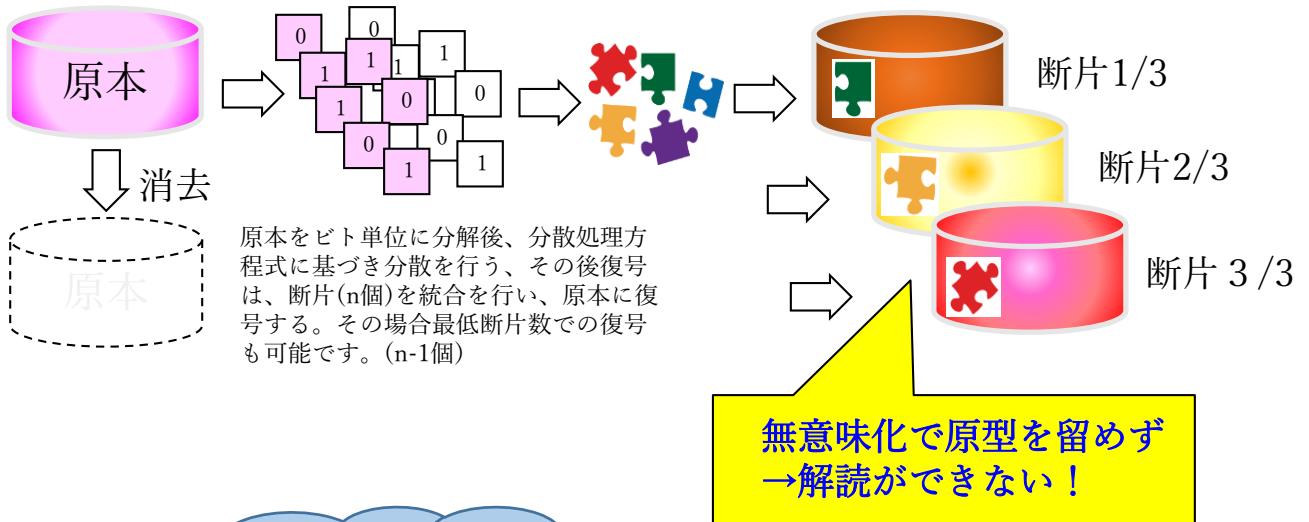 原本
0
0
1
1
1
1
0
0
1
0
0
1
1
断片1/3
断片2/3
断片３/3
消去
原本
原本をビト単位に分解後、分散処理方
程式に基づき分散を行う、その後復号
は、断片(n個)を統合を行い、原本に復
号する。その場合最低断片数での復号
も可能です。(n-1個)
無意味化で原型を留めず
→解読ができない！